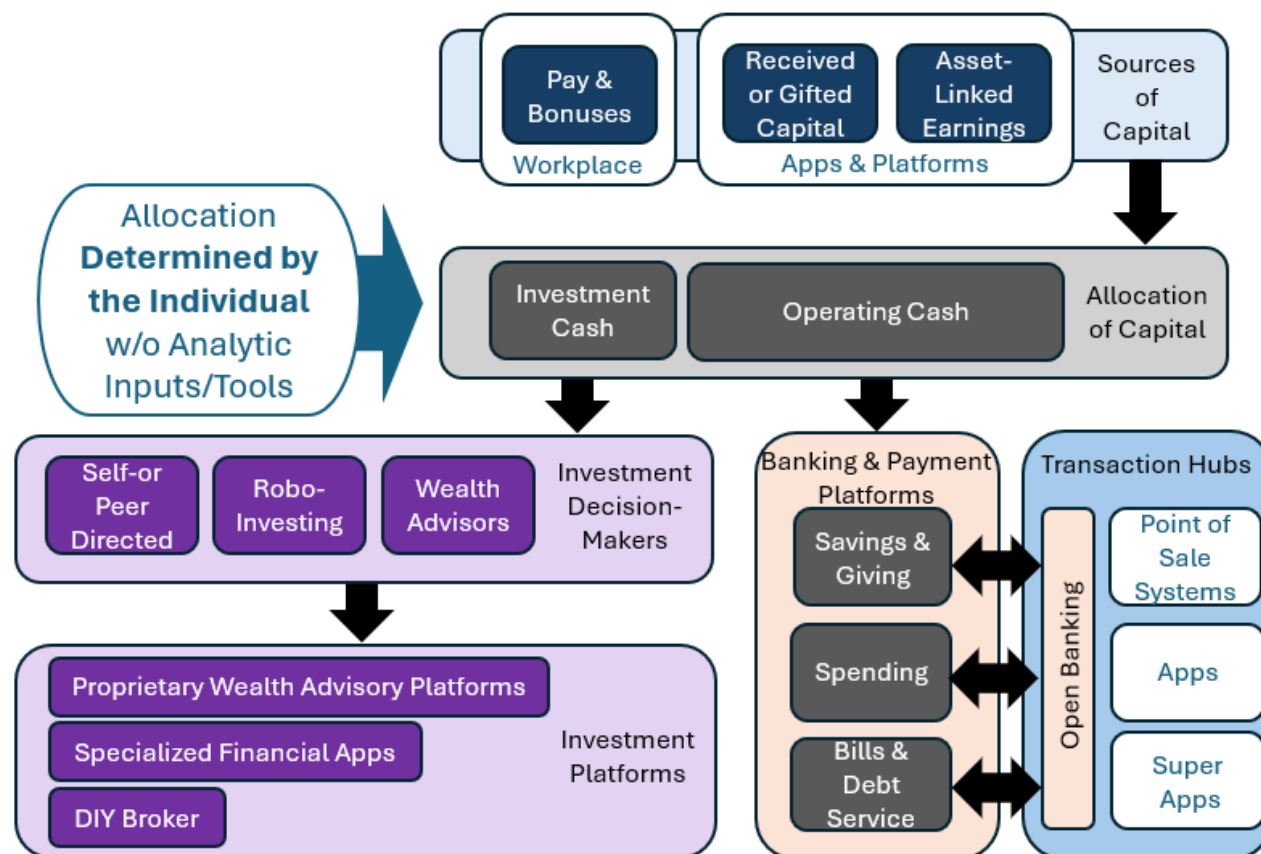 Pay &
Bonuses
Workplace
Received
or Gifted
Capital
Asset-
Linked
Earnings
Apps & Platforms
Sources
of
Capital
Allocation
Determined by
the Individual
w/o Analytic
Inputs/Tools
Investment
Cash
Operating Cash
Allocation
of Capital
Self-or
Peer
Directed
Robo-
Investing
Wealth
Advisors
Investment
Decision-
Makers
Proprietary Wealth Advisory Platforms
Specialized Financial Apps
DIY Broker
Investment
Platforms
Banking & Payment
Platforms
Savings &
Giving
Spending
Bills &
Debt
Service
Transaction Hubs
Open Banking
Point of
Sale
Systems
Apps
Super
Apps